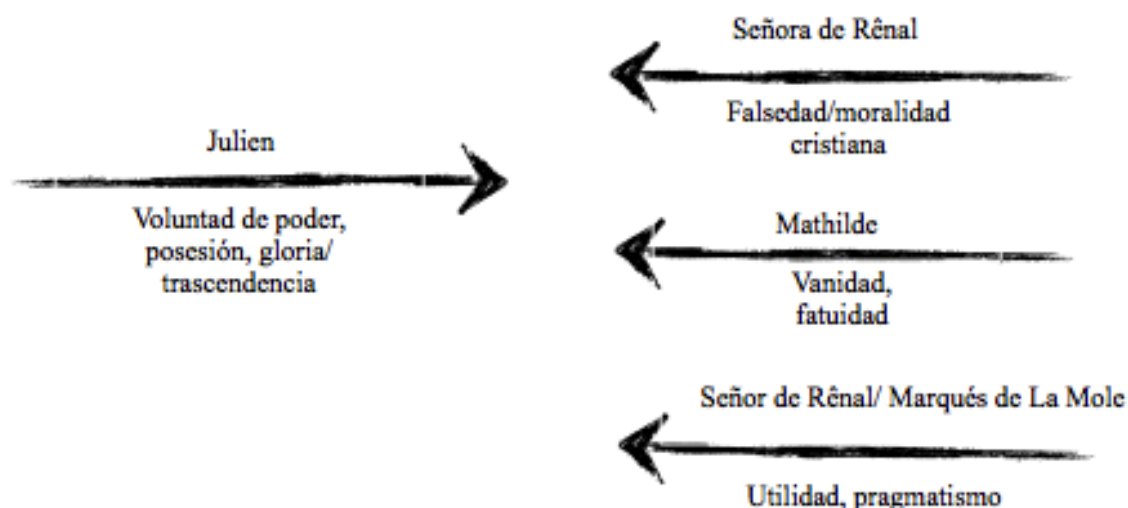 Señora de Rênal
Falsedad/moralidad
cristiana
Julien
Voluntad de poder,
posesión, gloria/
trascendencia
Mathilde
Vanidad,
fatuidad
Señor de Rênal/ Marqués de La Mole
Utilidad, pragmatismo